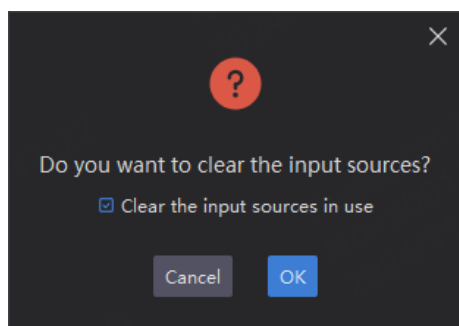 ?
Do you want to clear the input sources?
Clear the input sources in use
Cancel OK